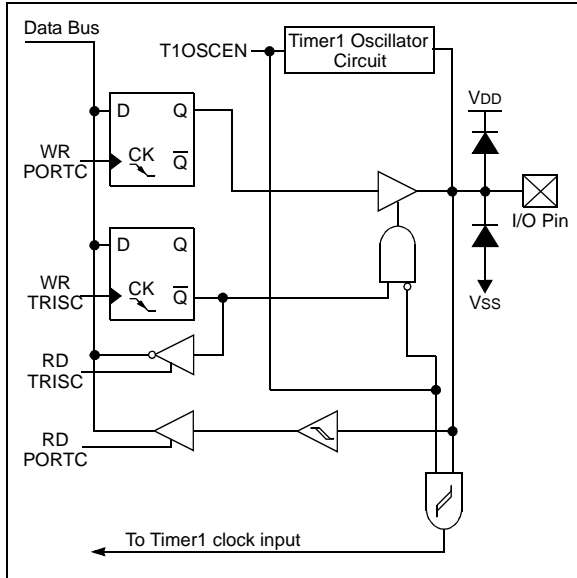 Data Bus
T1OSCEN
Timer1 Oscillator
Circuit
VDD
D
Q
WR
PORTC
CK
Q
I/O Pin
D
Q
WR
TRISC
CK
Q
VSS
RD
TRISC
RD
PORTC
To Timer1 clock input